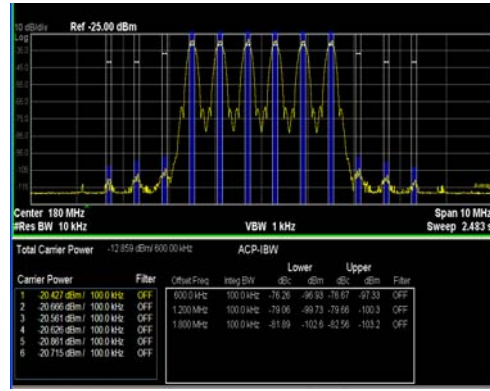 10 dB/div Ref -25.00 dBm
Log
Center 180 MHz Span 10 MHz
#Res BW 10 kHz VBW 1 kHz Sweep 2.483 s
Total Carrier Power -12.859 dBm/ 600.00 kHz ACP-IBW
Lower Upper
Carrier Power Filter Offset Freq Integ BW dBc dBm dBc dBm Filter
1 -20.427 dBm / 100.0 kHz OFF 600.0 kHz 100.0 kHz -76.26 -96.93 -76.67 -97.33 OFF
2 -20.666 dBm / 100.0 kHz OFF 1.200 MHz 100.0 kHz -79.06 -99.73 -79.66 -100.3 OFF
3 -20.561 dBm / 100.0 kHz OFF 1.800 MHz 100.0 kHz -81.89 -102.6 -82.56 -103.2 OFF
4 -20.626 dBm / 100.0 kHz OFF
5 -20.861 dBm / 100.0 kHz OFF
6 -20.715 dBm / 100.0 kHz OFF